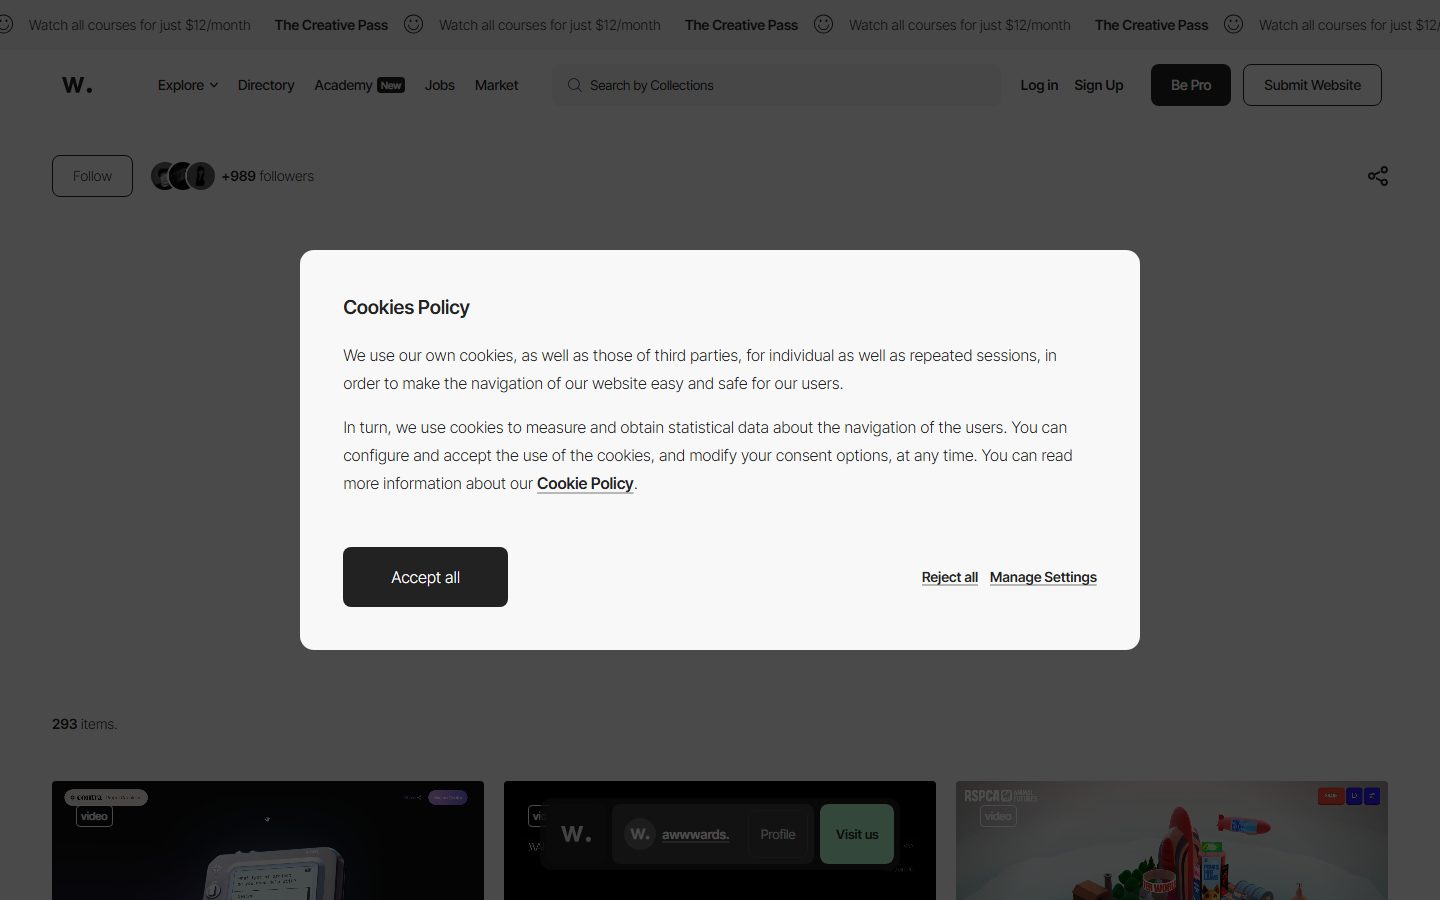 Watch all courses for just $12/month The Creative Pass Watch all courses for just $12/month The Creative Pass Watch all courses for just $12/month The Creative Pass Watch all courses for just $12/
W. Explore Directory Academy New Jobs Market Search by Collections Log in Sign Up Be Pro Submit Website
Follow +989 followers
Cookies Policy
We use our own cookies, as well as those of third parties, for individual as well as repeated sessions, in
order to make the navigation of our website easy and safe for our users.
In turn, we use cookies to measure and obtain statistical data about the navigation of the users. You can
configure and accept the use of the cookies, and modify your consent options, at any time. You can read
more information about our Cookie Policy.
Accept all Reject all Manage Settings
293 items.
contra
video
W. W. awwwards. Profile Visit us
RSPCA ANIMAL FUTURES
video